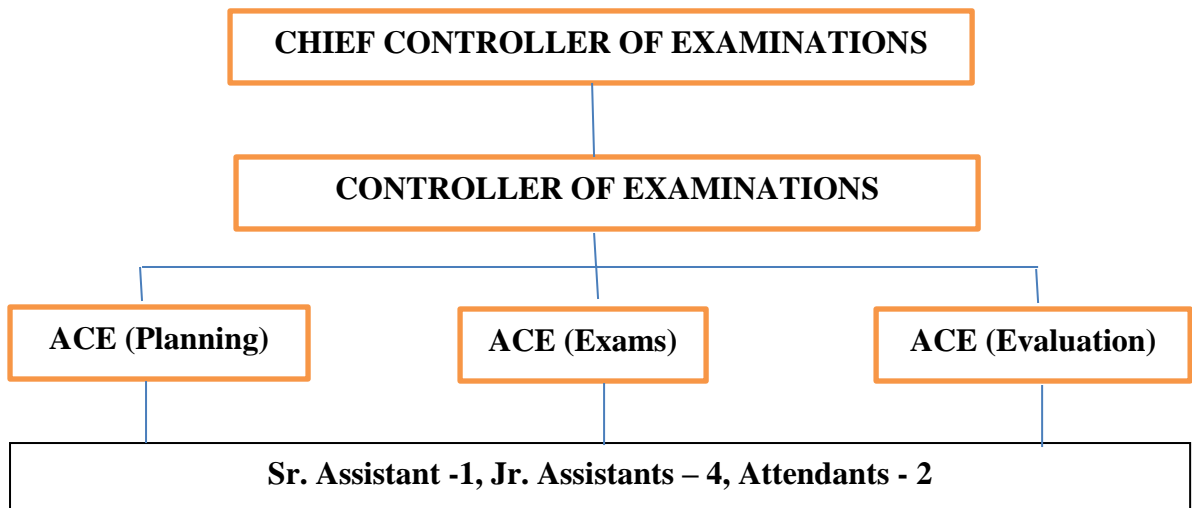 CHIEF CONTROLLER OF EXAMINATIONS
CONTROLLER OF EXAMINATIONS
ACE (Planning)
ACE (Exams)
ACE (Evaluation)
Sr. Assistant -1, Jr. Assistants – 4, Attendants - 2